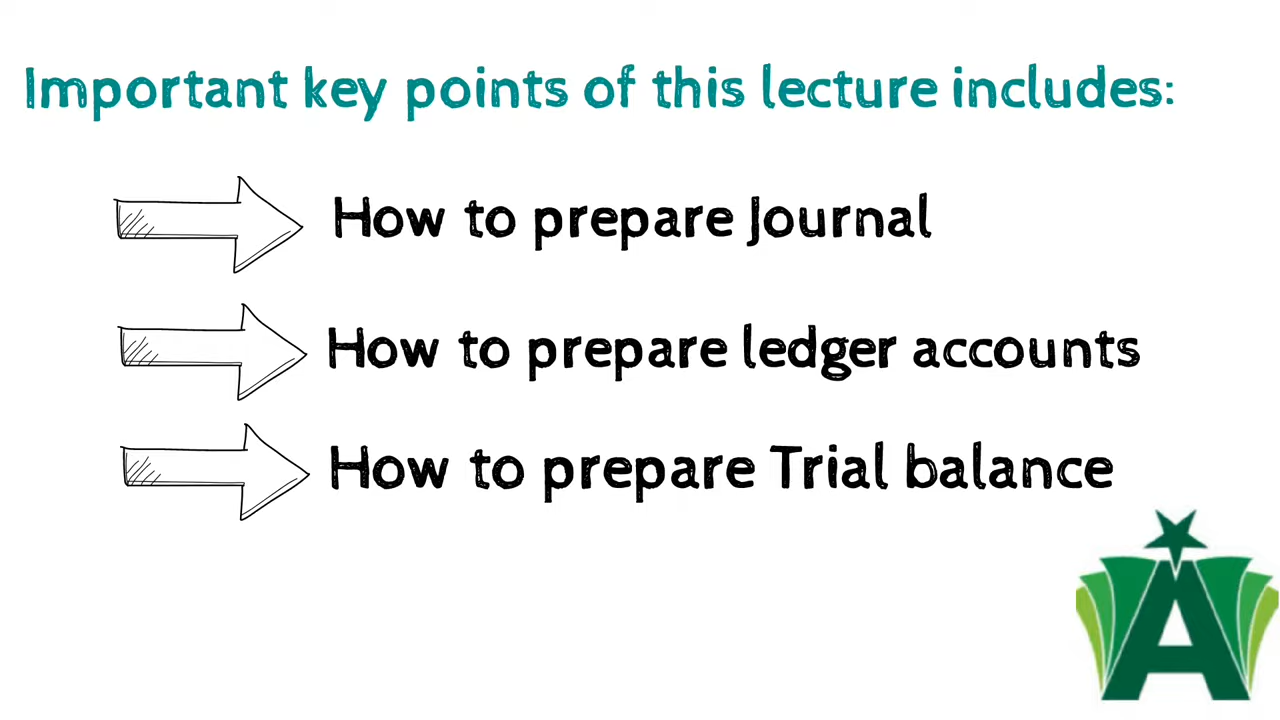 Important key points of this lecture includes:
How to prepare Journal
How to prepare ledger accounts
How to prepare Trial balance
A